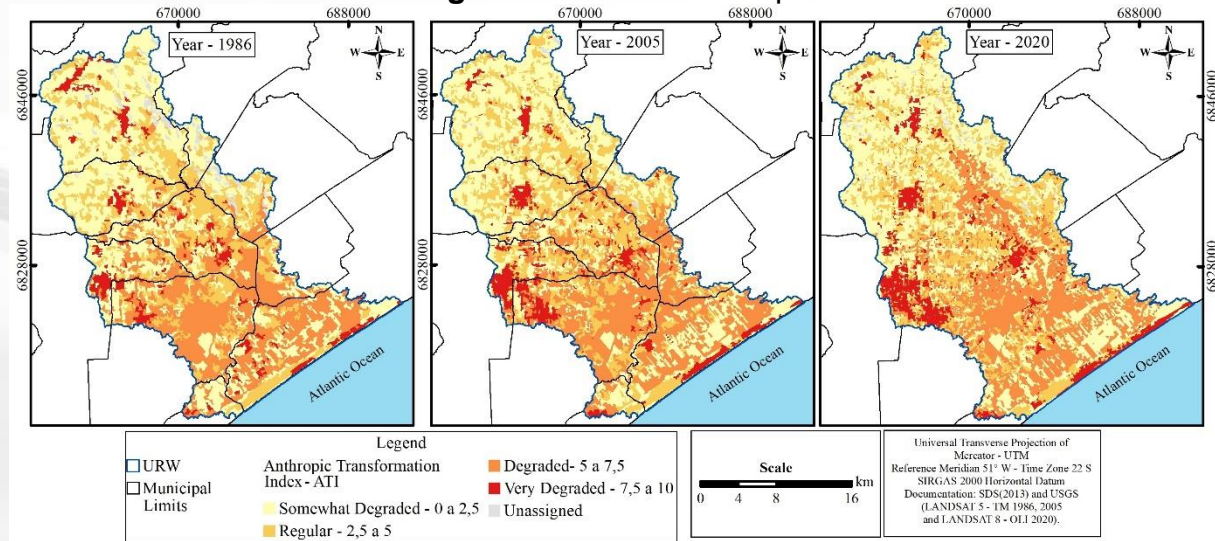 670000
688000
670000
688000
670000
688000
Year - 1986
Year - 2005
Year - 2020
N
W E
S
N
W E
S
N
W E
S
6846000
6846000
6846000
6846000
6828000
6828000
6828000
6828000
Atlantic Ocean
Atlantic Ocean
Atlantic Ocean
Legend
URW
Municipal
Limits
Anthropic Transformation
Index - ATI
Somewhat Degraded - 0 a 2,5
Regular - 2,5 a 5
Degraded- 5 a 7,5
Very Degraded - 7,5 a 10
Unassigned
Scale
km
0 4 8 16
Universal Transverse Projection of
Mercator - UTM
Reference Meridian 51° W - Time Zone 22 S
SIRGAS 2000 Horizontal Datum
Documentation: SDS(2013) and USGS
(LANDSAT 5 - TM 1986, 2005
and LANDSAT 8 - OLI 2020).